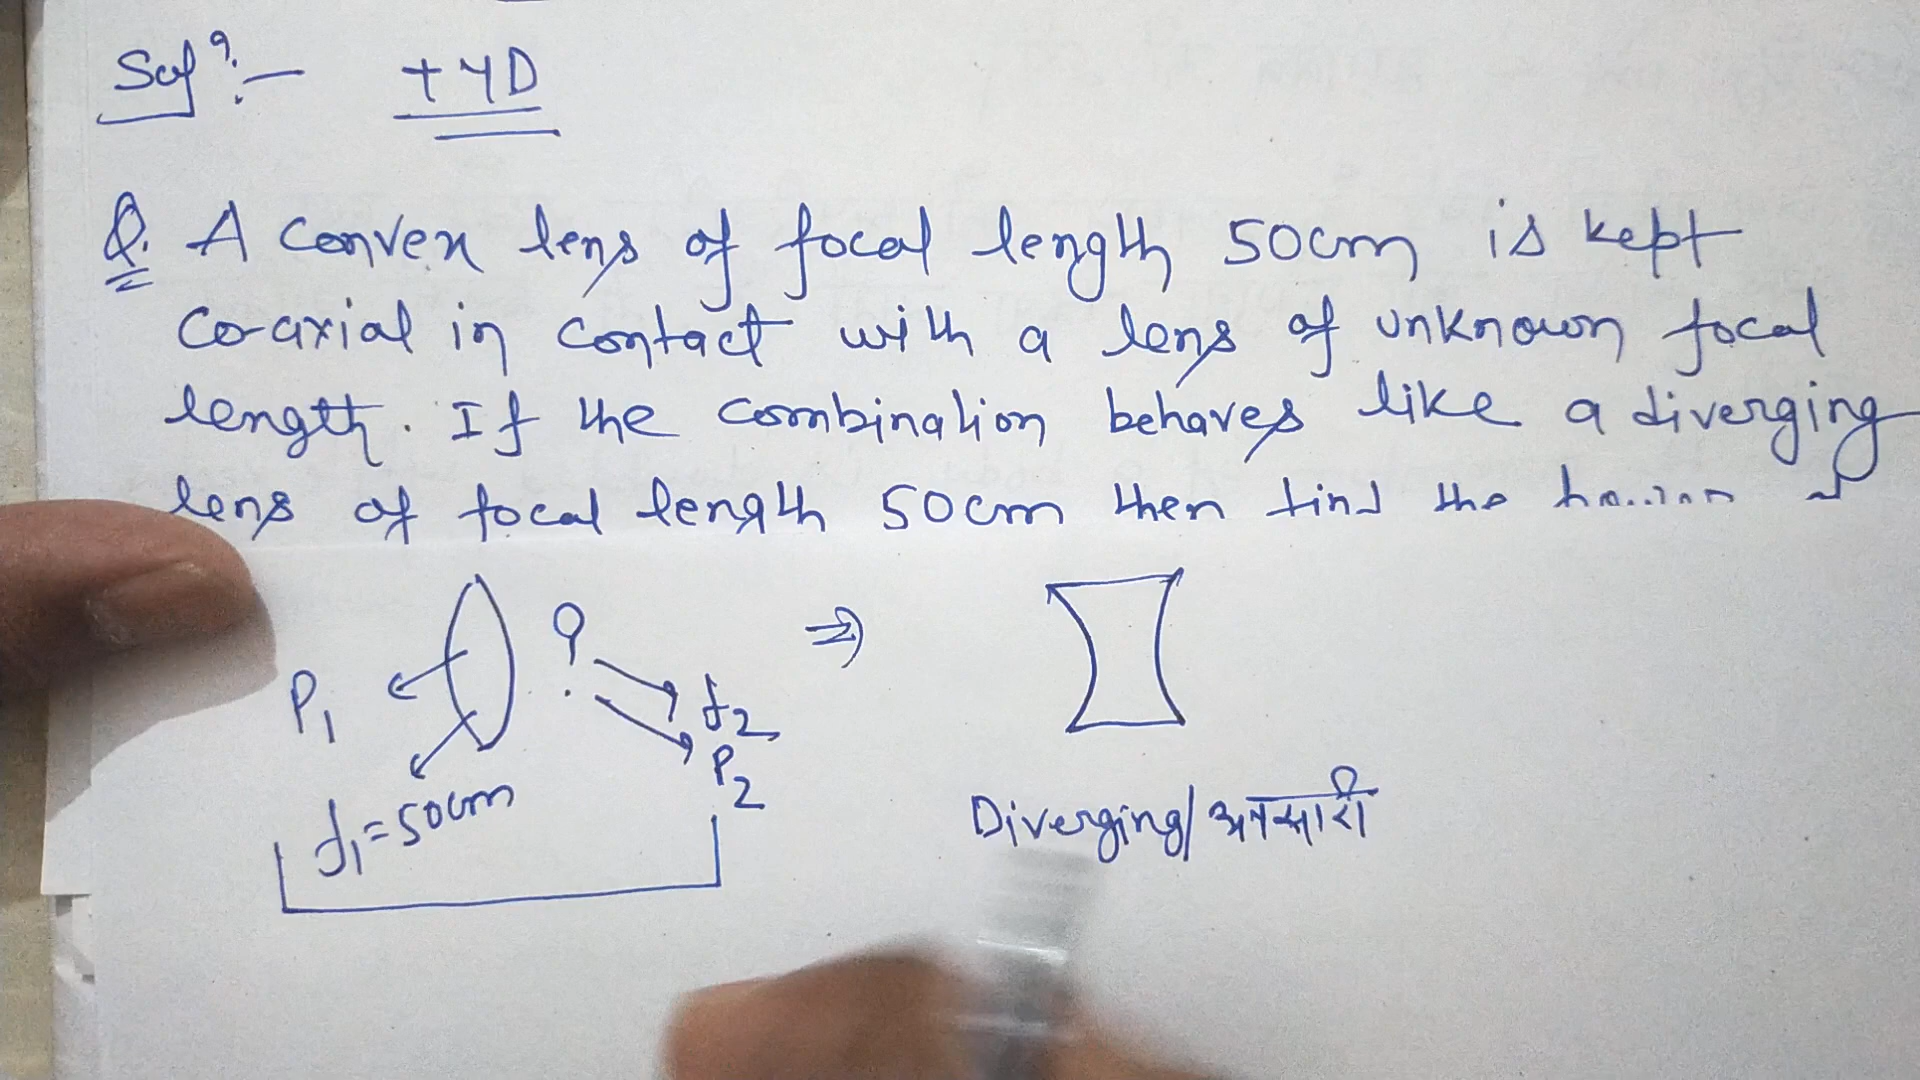 Solⁿ:- +4D
Q. A convex lens of focal length 50cm is kept
co-axial in contact with a lens of unknown focal
length. If the combination behaves like a diverging
lens of focal length 50cm then find the
P₁ ? f₂ ⇒
P₂
f₁=50cm
Diverging/अपसारी